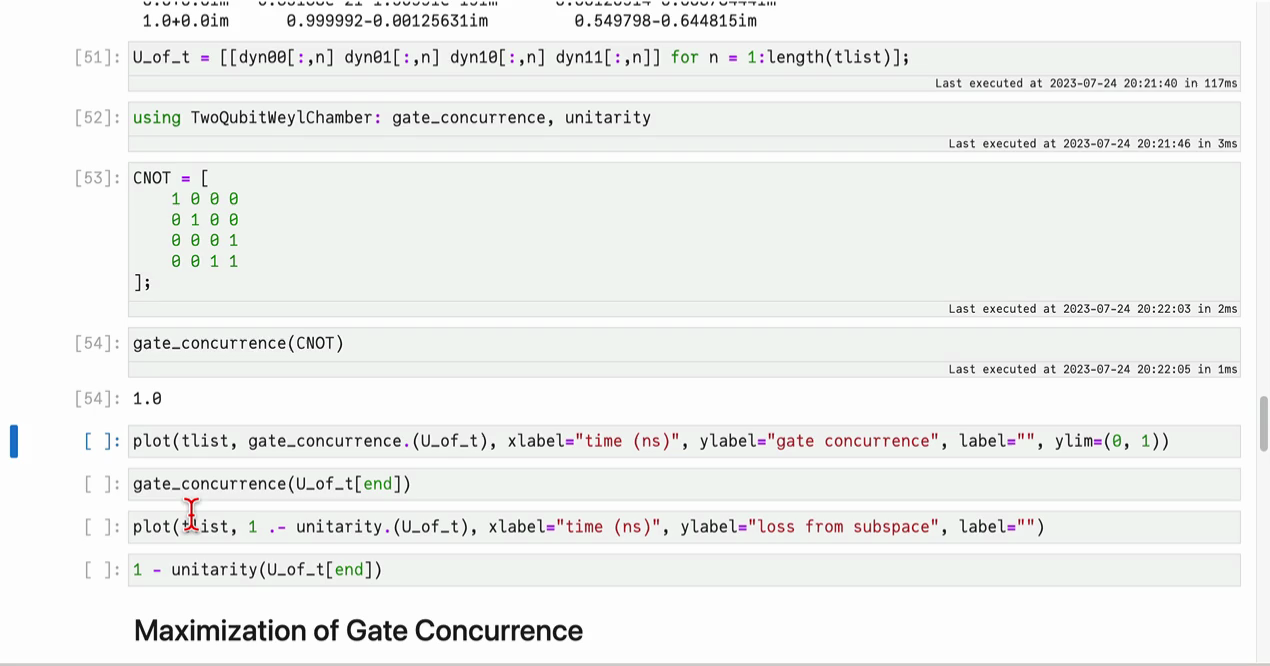 1.0+0.0im 0.999992-0.00125631im 0.549798-0.644815im
[51]: U_of_t = [[dyn00[:,n] dyn01[:,n] dyn10[:,n] dyn11[:,n]] for n = 1:length(tlist)];
Last executed at 2023-07-24 20:21:40 in 117ms
[52]: using TwoQubitWeylChamber: gate_concurrence, unitarity
Last executed at 2023-07-24 20:21:46 in 3ms
[53]: CNOT = [
1 0 0 0
0 1 0 0
0 0 0 1
0 0 1 1
];
Last executed at 2023-07-24 20:22:03 in 2ms
[54]: gate_concurrence(CNOT)
Last executed at 2023-07-24 20:22:05 in 1ms
[54]: 1.0
[ ]: plot(tlist, gate_concurrence.(U_of_t), xlabel="time (ns)", ylabel="gate concurrence", label="", ylim=(0, 1))
[ ]: gate_concurrence(U_of_t[end])
[ ]: plot(tlist, 1 .- unitarity.(U_of_t), xlabel="time (ns)", ylabel="loss from subspace", label="")
[ ]: 1 - unitarity(U_of_t[end])
Maximization of Gate Concurrence